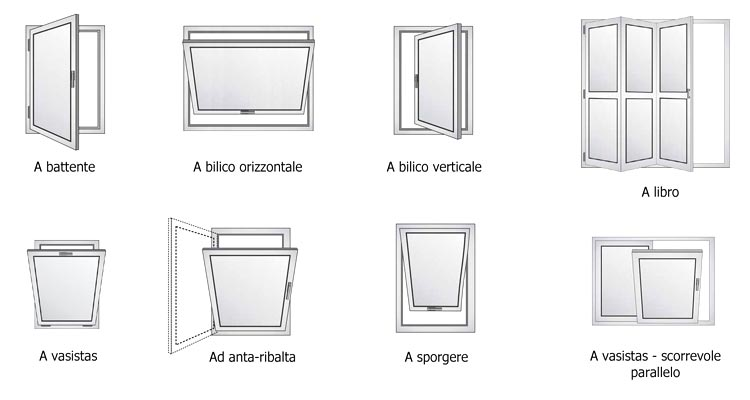 A battente
A bilico orizzontale
A bilico verticale
A libro
A vasistas
Ad anta-ribalta
A sporgere
A vasistas - scorrevole
parallelo